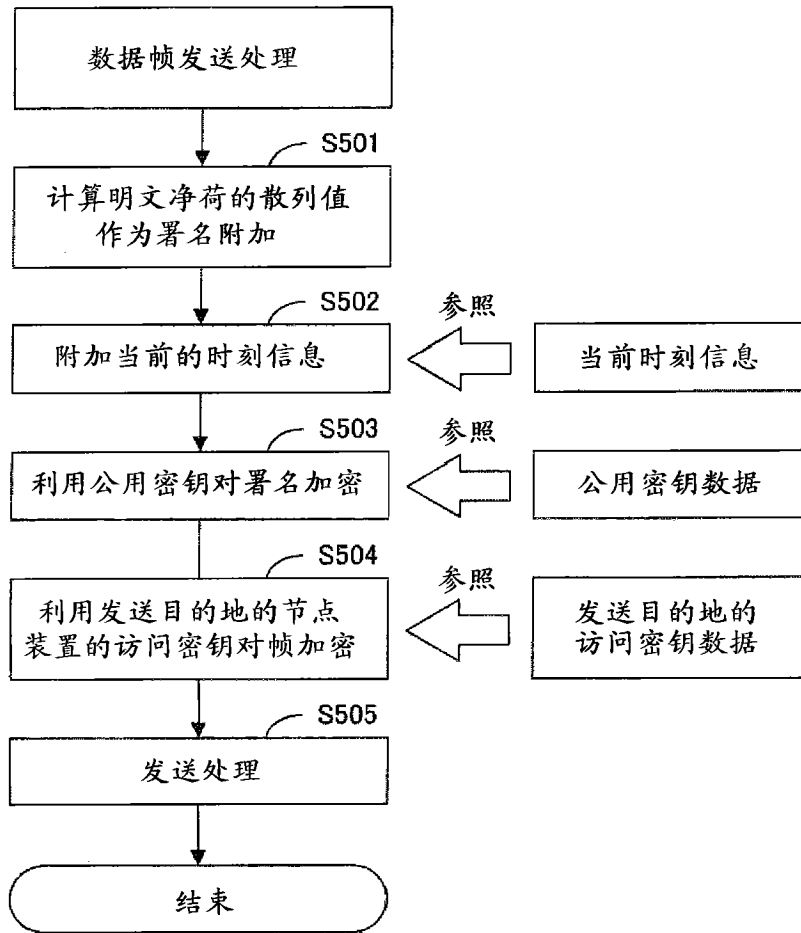 数据帧发送处理
S501
计算明文净荷的散列值
作为署名附加
S502
附加当前的时刻信息
参照
当前时刻信息
S503
利用公用密钥对署名加密
参照
公用密钥数据
S504
利用发送目的地的节点
装置的访问密钥对帧加密
参照
发送目的地的
访问密钥数据
S505
发送处理
结束